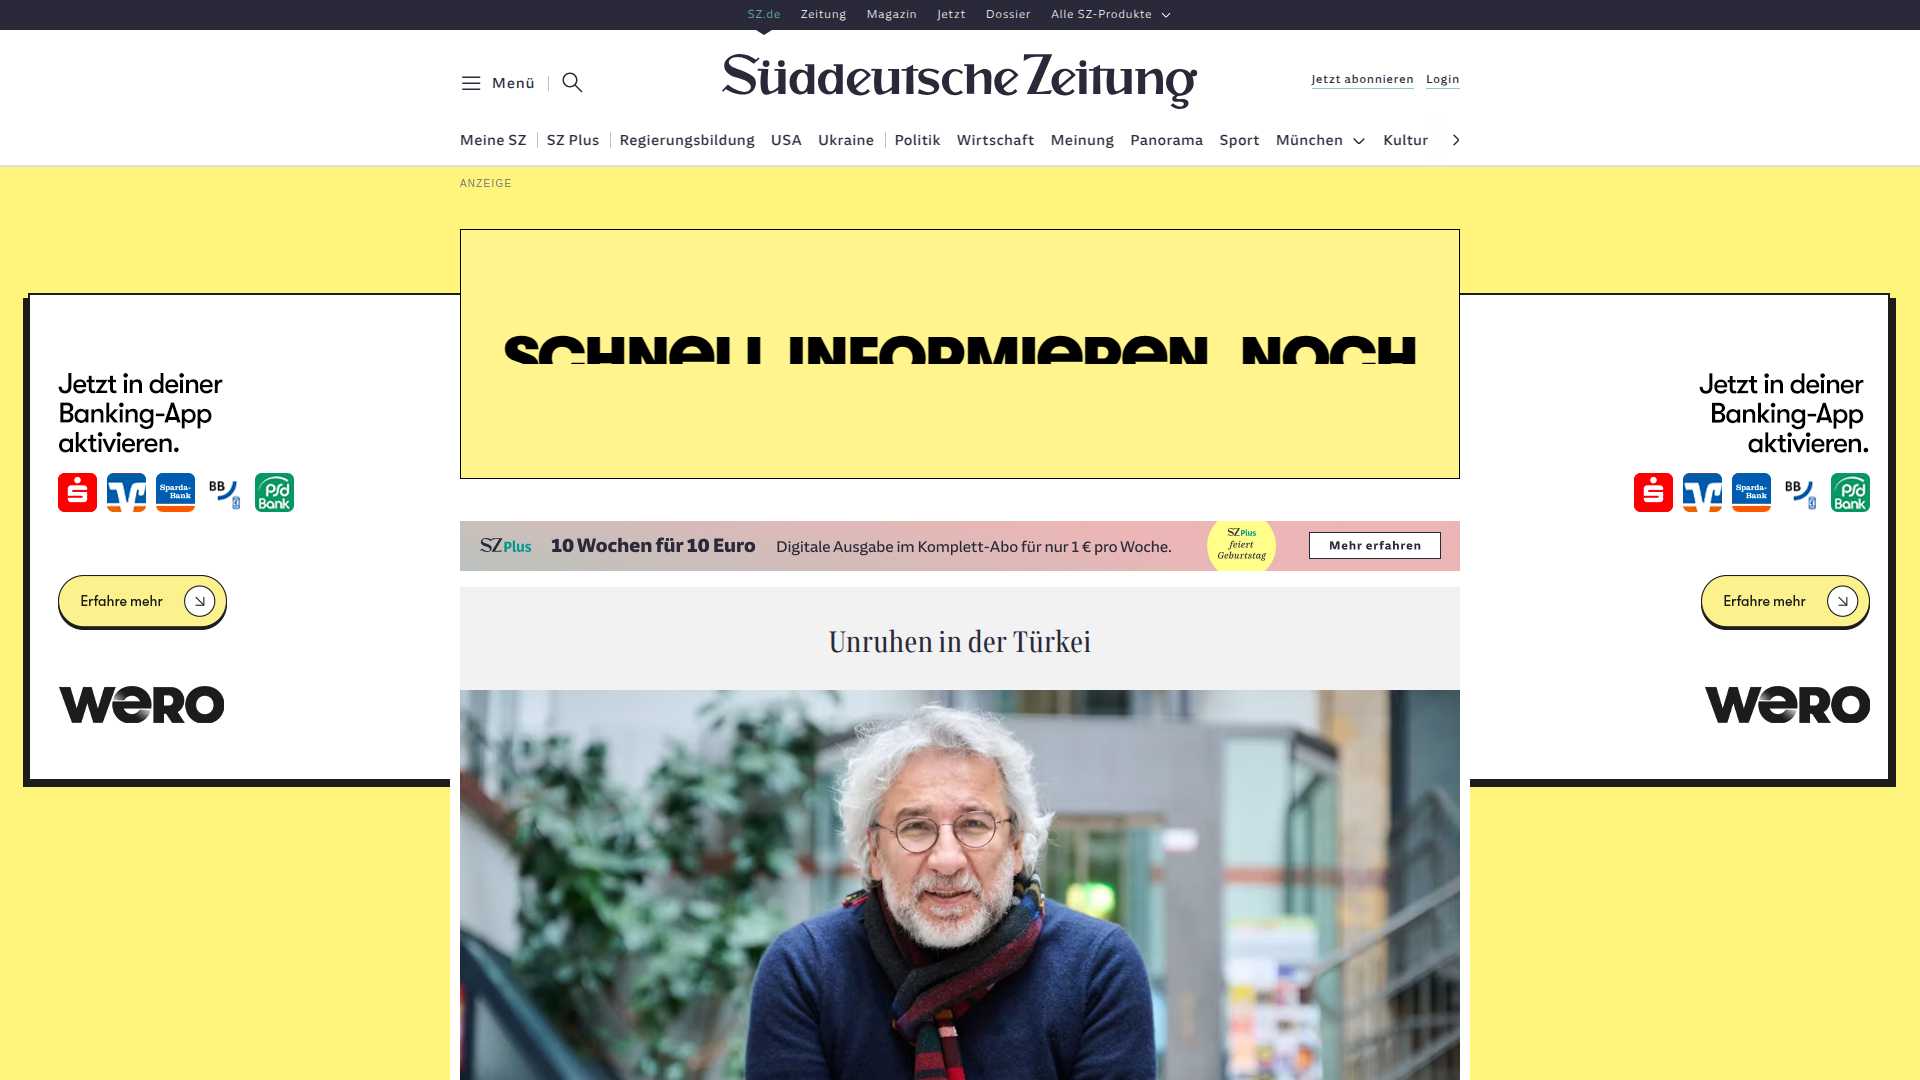 SZ.de Zeitung Magazin Jetzt Dossier Alle SZ-Produkte
Menü
Süddeutsche Zeitung
Jetzt abonnieren Login
Meine SZ SZ Plus Regierungsbildung USA Ukraine Politik Wirtschaft Meinung Panorama Sport München Kultur
ANZEIGE
SCHNELL INFORMIEREN NOCH
Jetzt in deiner
Banking-App
aktivieren.
Sparda-
Bank
BB
PSd
Bank
Erfahre mehr
wero
SZ Plus 10 Wochen für 10 Euro Digitale Ausgabe im Komplett-Abo für nur 1 € pro Woche.
SZ Plus
feiert
Geburtstag
Mehr erfahren
Unruhen in der Türkei
Jetzt in deiner
Banking-App
aktivieren.
Sparda-
Bank
BB
PSd
Bank
Erfahre mehr
wero